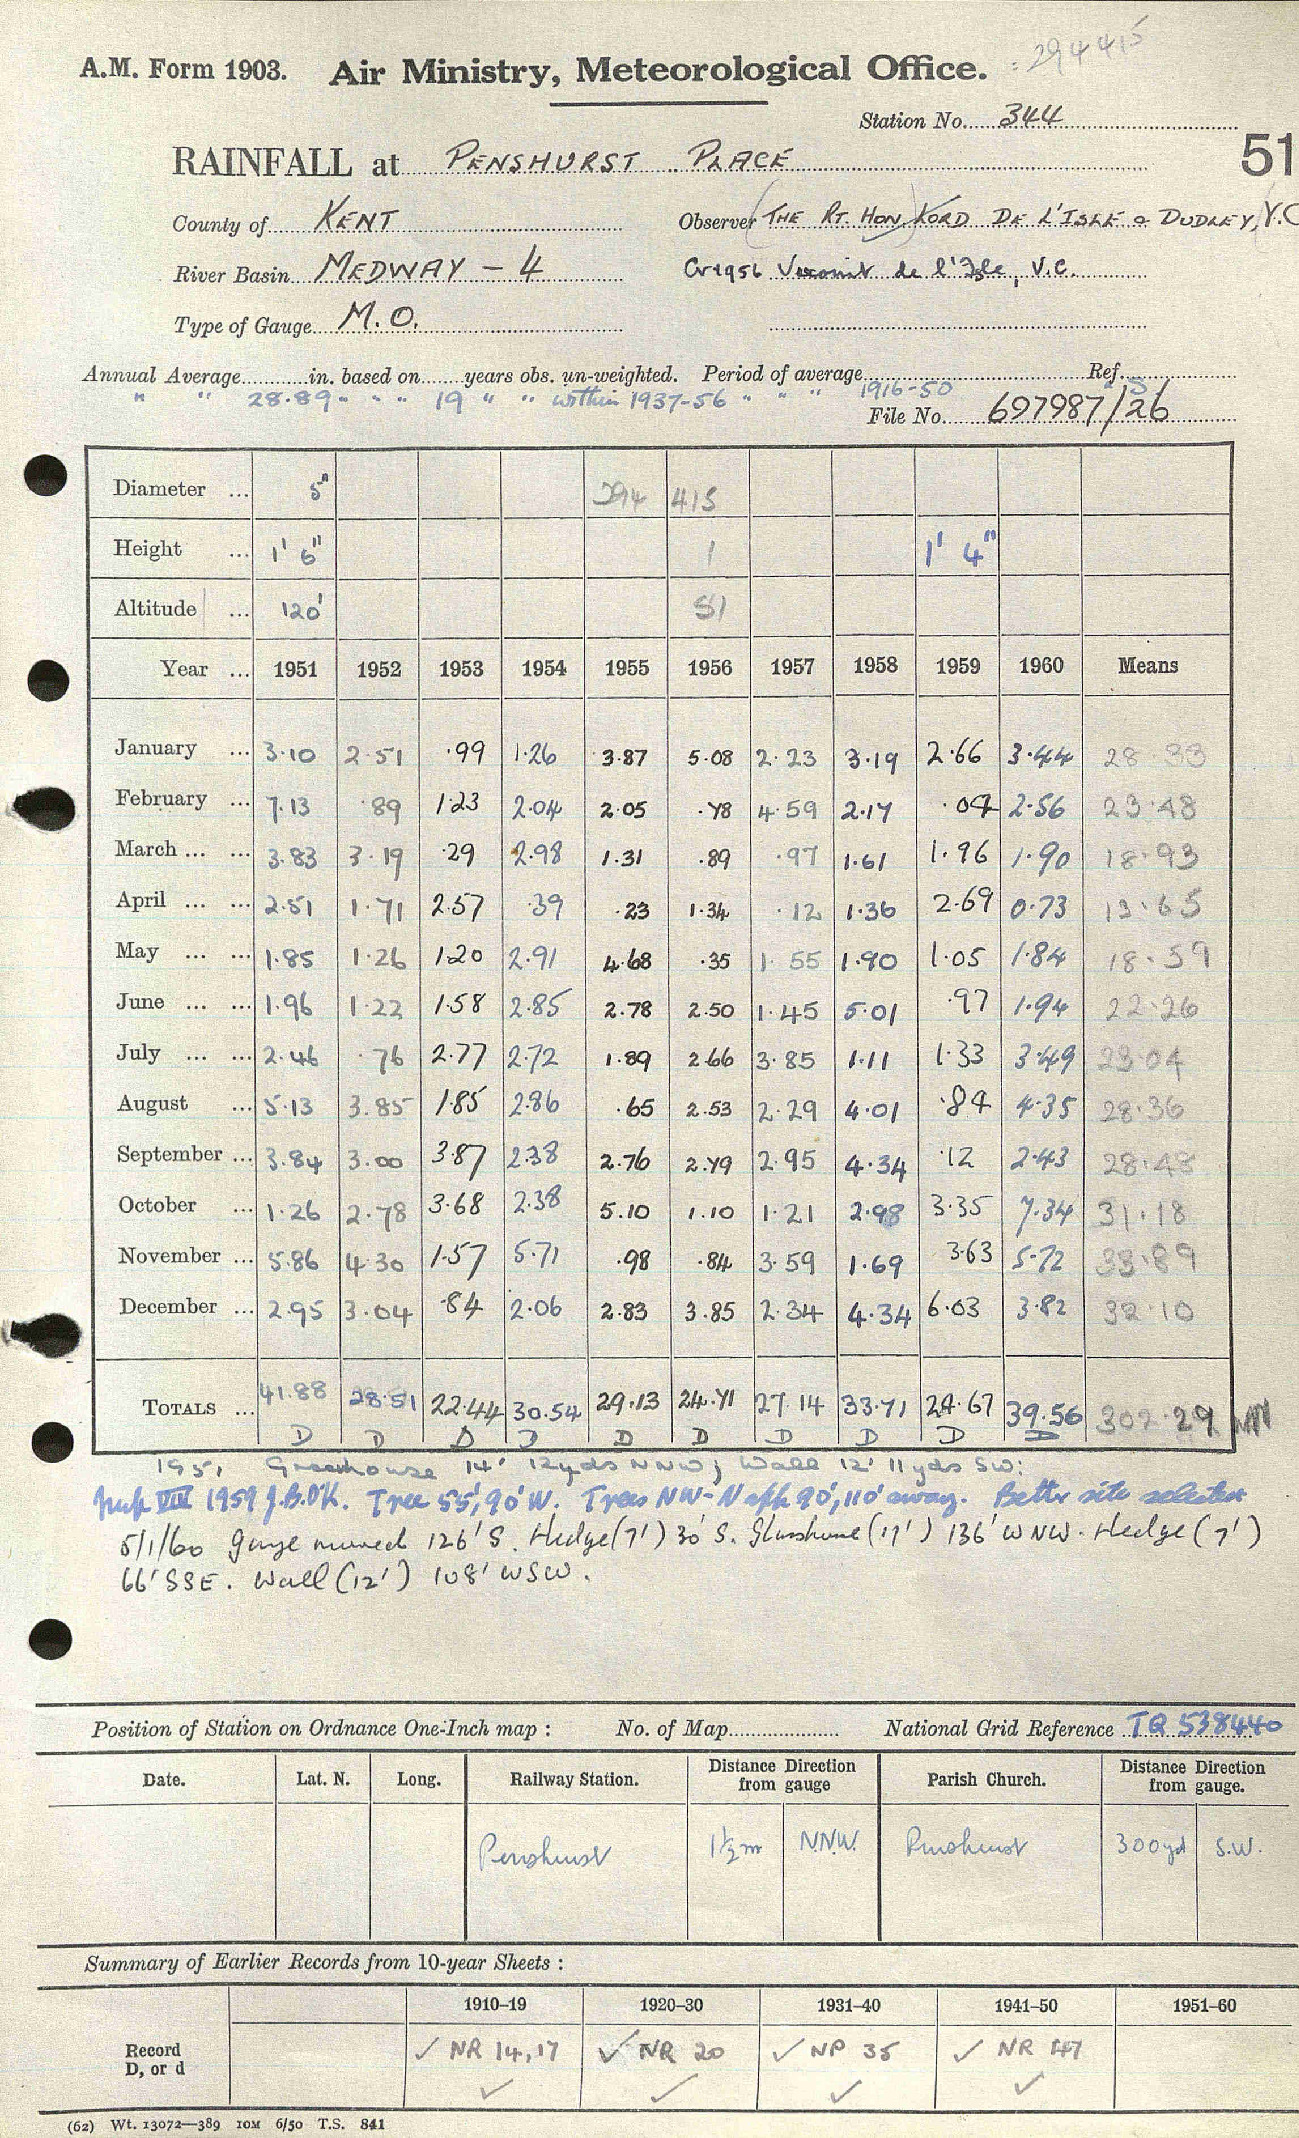 : 294415
A.M. Form 1903. Air Ministry, Meteorological Office.
Station No. 344
51
RAINFALL at PENSHURST PLACE
County of KENT Observer (THE RT. HON) LORD DE L'ISLE & DUDLEY, V.C
River Basin MEDWAY - 4 Viscount de l'Isle, V.C.
Type of Gauge M.O.
Annual Average in. based on years obs. un-weighted. Period of average Ref.
" " 28.89 " " " 19 " " within 1937-56 " " " 1916-50
File No. 697987/26
Diameter ... 5" 294 415
Height ... 1' 6" 1 1' 4"
Altitude ... 120' 51
Year ... 1951 1952 1953 1954 1955 1956 1957 1958 1959 1960 Means
January ... 3.10 2.51 .99 1.26 3.87 5.08 2.23 3.19 2.66 3.44 28.33
February ... 7.13 .89 1.23 2.04 2.05 .78 4.59 2.17 .04 2.56 23.48
March ... ... 3.83 3.19 .29 2.98 1.31 .89 .97 1.61 1.96 1.90 18.93
April ... ... 2.51 1.71 2.57 .39 .23 1.34 .12 1.36 2.69 0.73 13.65
May ... ... 1.85 1.26 1.20 2.91 4.68 .35 1.55 1.90 1.05 1.84 18.59
June ... ... 1.96 1.22 1.58 2.85 2.78 2.50 1.45 5.01 .97 1.94 22.26
July ... ... 2.46 .76 2.77 2.72 1.89 2.66 3.85 1.11 1.33 3.49 23.04
August ... 5.13 3.85 1.85 2.86 .65 2.53 2.29 4.01 .84 4.35 28.36
September ... 3.84 3.00 3.87 2.38 2.76 2.79 2.95 4.34 .12 2.43 28.48
October ... 1.26 2.78 3.68 2.38 5.10 1.10 1.21 2.98 3.35 7.34 31.18
November ... 5.86 4.30 1.57 5.71 .98 .84 3.59 1.69 3.63 5.72 33.89
December ... 2.95 3.04 .84 2.06 2.83 3.85 2.34 4.34 6.03 3.82 32.10
TOTALS ... 41.88 28.51 22.44 30.54 29.13 24.71 27.14 33.71 24.67 39.56 302.29
D D D D D D D D D D
1951 Greenhouse 14' 12yds NNW; Wall 12' 11yds SW:
Insp VIII 1959 J.B.O'K. Tree 55', 90' W. Trees NW-N 90', 110' away. Better site selected
5/1/60 gauge moved 126' S. Hedge (7') 30' S. Glasshouse (17') 136' WNW. Hedge (7')
66' SSE. Wall (12') 108' WSW.
Position of Station on Ordnance One-Inch map : No. of Map National Grid Reference TQ 538440
Date. Lat. N. Long. Railway Station. Distance Direction from gauge Parish Church. Distance Direction from gauge.
Penshurst 1½m N.N.W. Penshurst 300yd S.W.
Summary of Earlier Records from 10-year Sheets :
1910–19 1920–30 1931–40 1941–50 1951–60
Record D, or d ✓ NR 14,17 ✓ NR 20 ✓ NR 35 ✓ NR 47
✓ ✓ ✓ ✓
(62) Wt. 13072—389 10M 6/50 T.S. 841